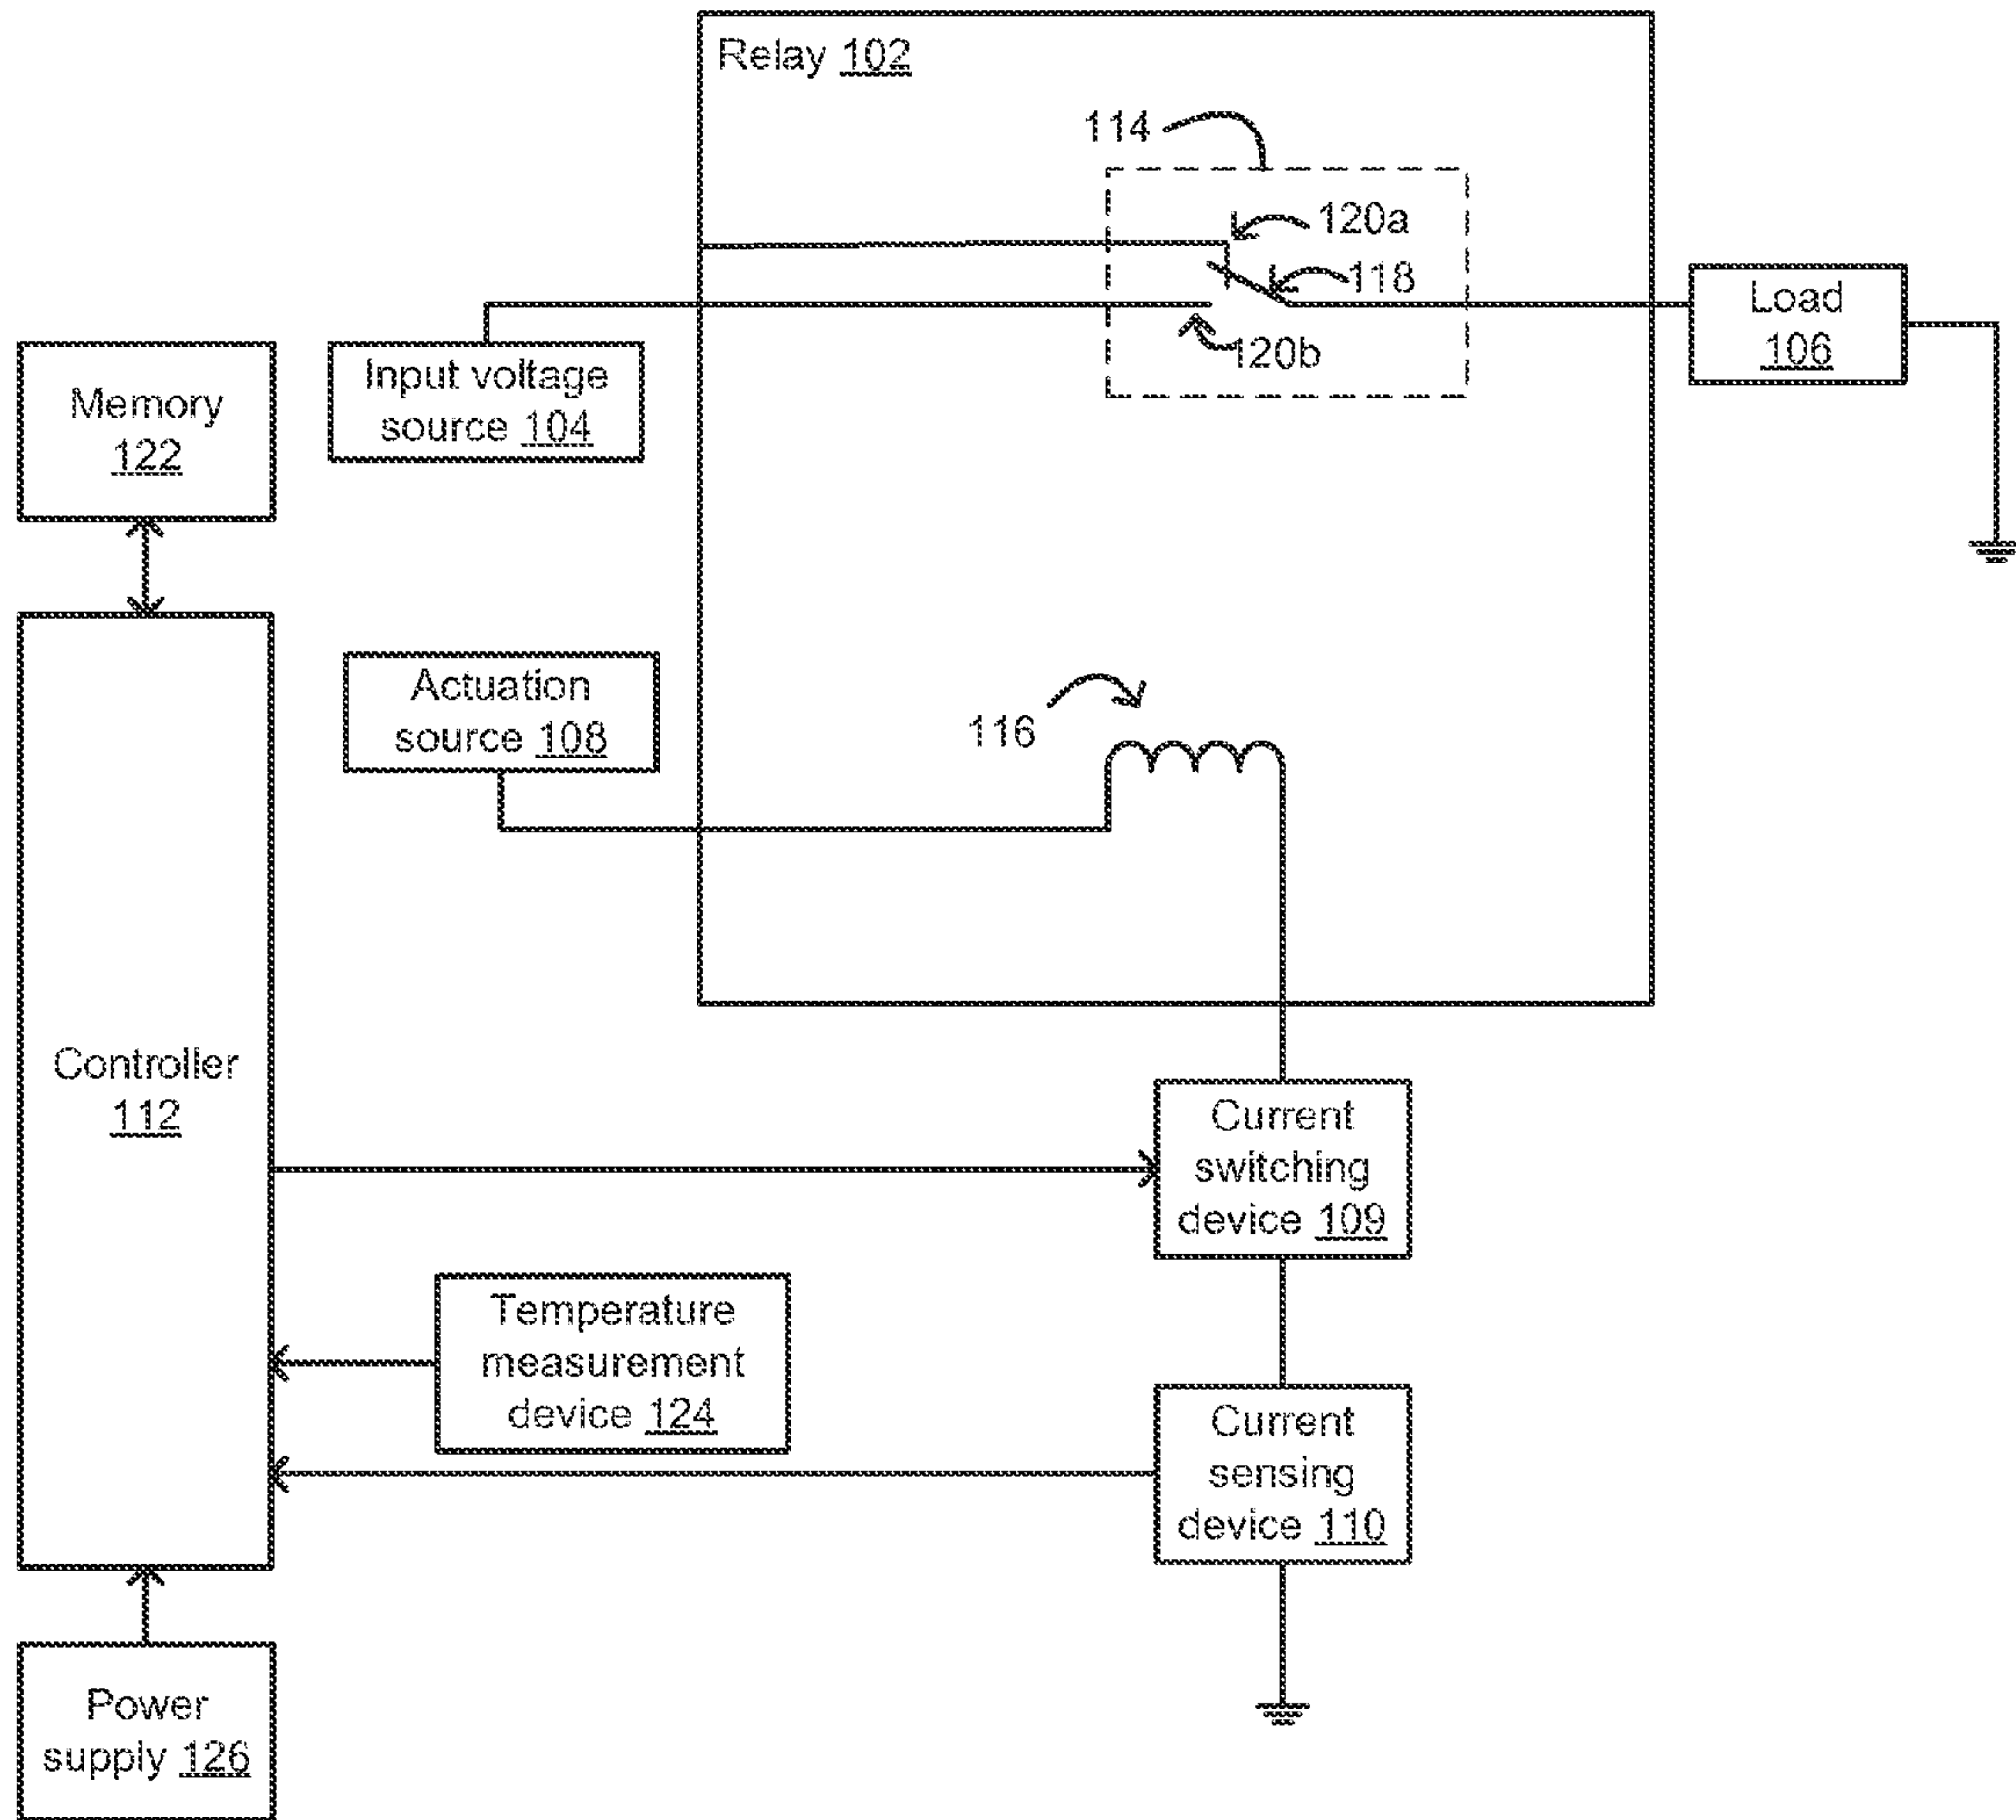 Relay 102
114
120a
118
120b
Load
106
Input voltage
source 104
Memory
122
Actuation
source 108
116
Controller
112
Current
switching
device 109
Temperature
measurement
device 124
Current
sensing
device 110
Power
supply 126